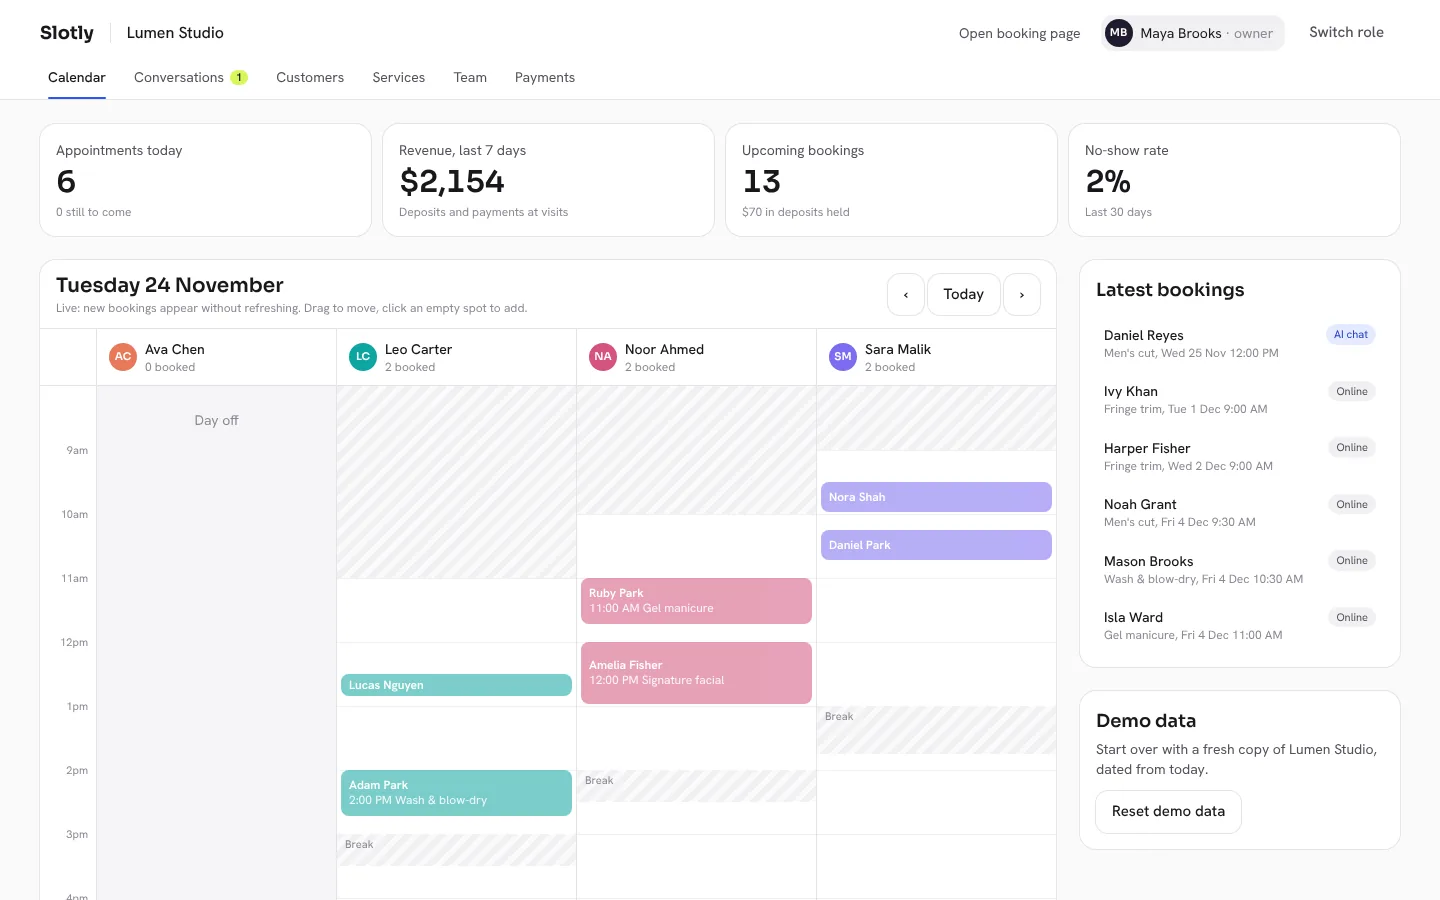 Slotly
Lumen Studio
Open booking page
MB
Maya Brooks · owner
Switch role
Calendar
Conversations 1
Customers
Services
Team
Payments
Appointments today
6
0 still to come
Revenue, last 7 days
$2,154
Deposits and payments at visits
Upcoming bookings
13
$70 in deposits held
No-show rate
2%
Last 30 days
Tuesday 24 November
Live: new bookings appear without refreshing. Drag to move, click an empty spot to add.
‹
Today
›
AC
Ava Chen
0 booked
LC
Leo Carter
2 booked
NA
Noor Ahmed
2 booked
SM
Sara Malik
2 booked
Day off
9am
Nora Shah
10am
Daniel Park
11am
Ruby Park
11:00 AM Gel manicure
12pm
Amelia Fisher
12:00 PM Signature facial
Lucas Nguyen
1pm
Break
2pm
Adam Park
2:00 PM Wash & blow-dry
Break
3pm
Break
4pm
Latest bookings
Daniel Reyes
AI chat
Men's cut, Wed 25 Nov 12:00 PM
Ivy Khan
Online
Fringe trim, Tue 1 Dec 9:00 AM
Harper Fisher
Online
Fringe trim, Wed 2 Dec 9:00 AM
Noah Grant
Online
Men's cut, Fri 4 Dec 9:30 AM
Mason Brooks
Online
Wash & blow-dry, Fri 4 Dec 10:30 AM
Isla Ward
Online
Gel manicure, Fri 4 Dec 11:00 AM
Demo data
Start over with a fresh copy of Lumen Studio,
dated from today.
Reset demo data